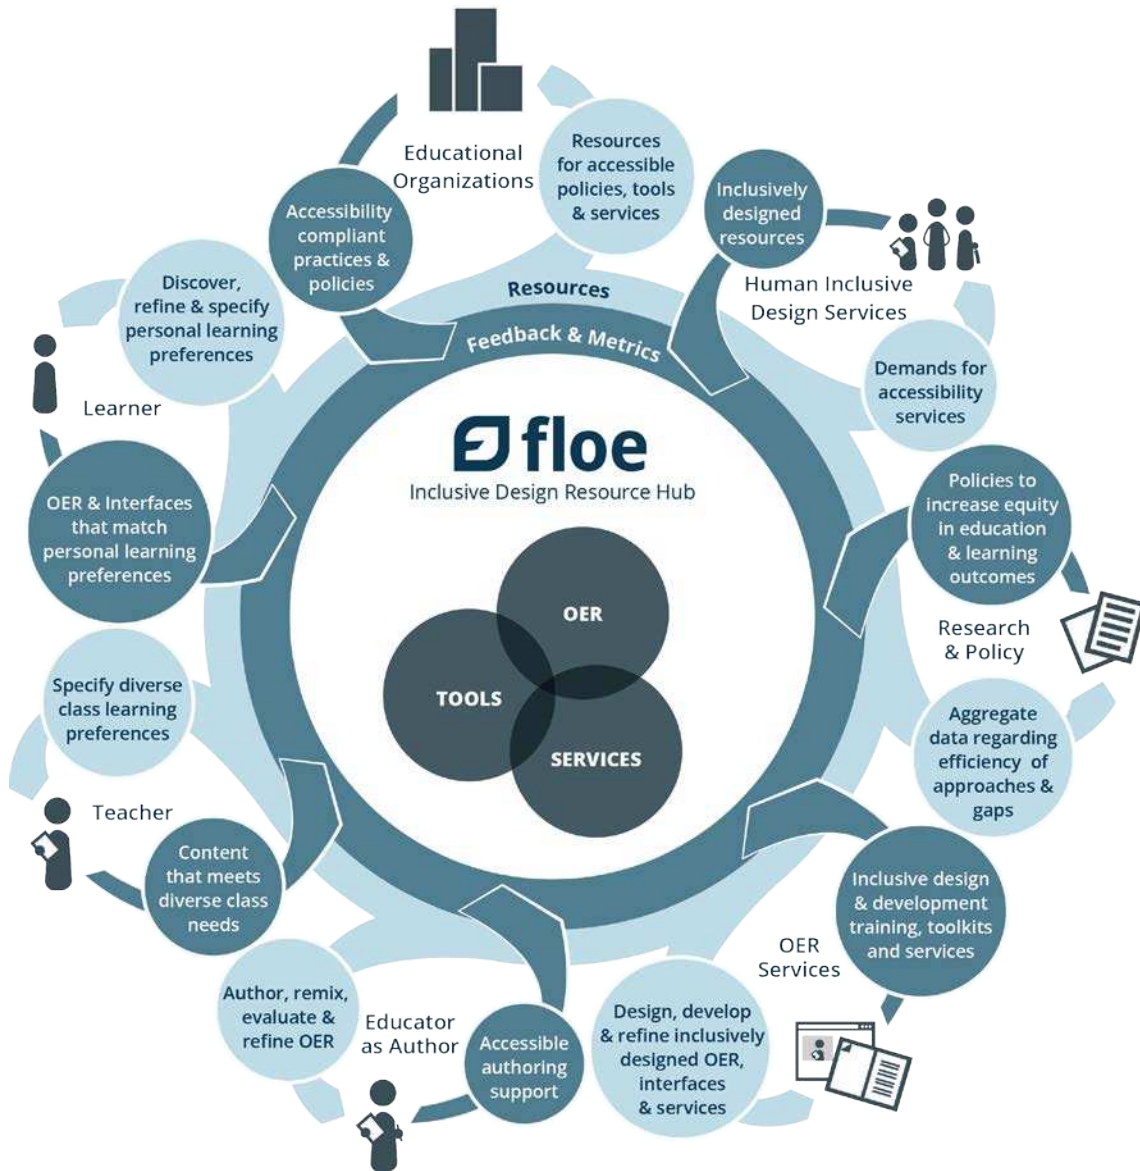 Educational
Organizations
Resources
for accessible
policies, tools
& services
Inclusively
designed
resources
Human Inclusive
Design Services
Demands for
accessibility
services
Policies to
increase equity
in education
& learning
outcomes
Research
& Policy
Aggregate
data regarding
efficiency of
approaches &
gaps
Inclusive design
& development
training, toolkits
and services
OER
Services
Design, develop
& refine inclusively
designed OER,
interfaces
& services
Accessible
authoring
support
Educator
as Author
Author, remix,
evaluate &
refine OER
Content
that meets
diverse class
needs
Teacher
Specify diverse
class learning
preferences
OER & Interfaces
that match
personal learning
preferences
Learner
Discover,
refine & specify
personal learning
preferences
Accessibility
compliant
practices &
policies
Resources
Feedback & Metrics
floe
Inclusive Design Resource Hub
OER
TOOLS
SERVICES